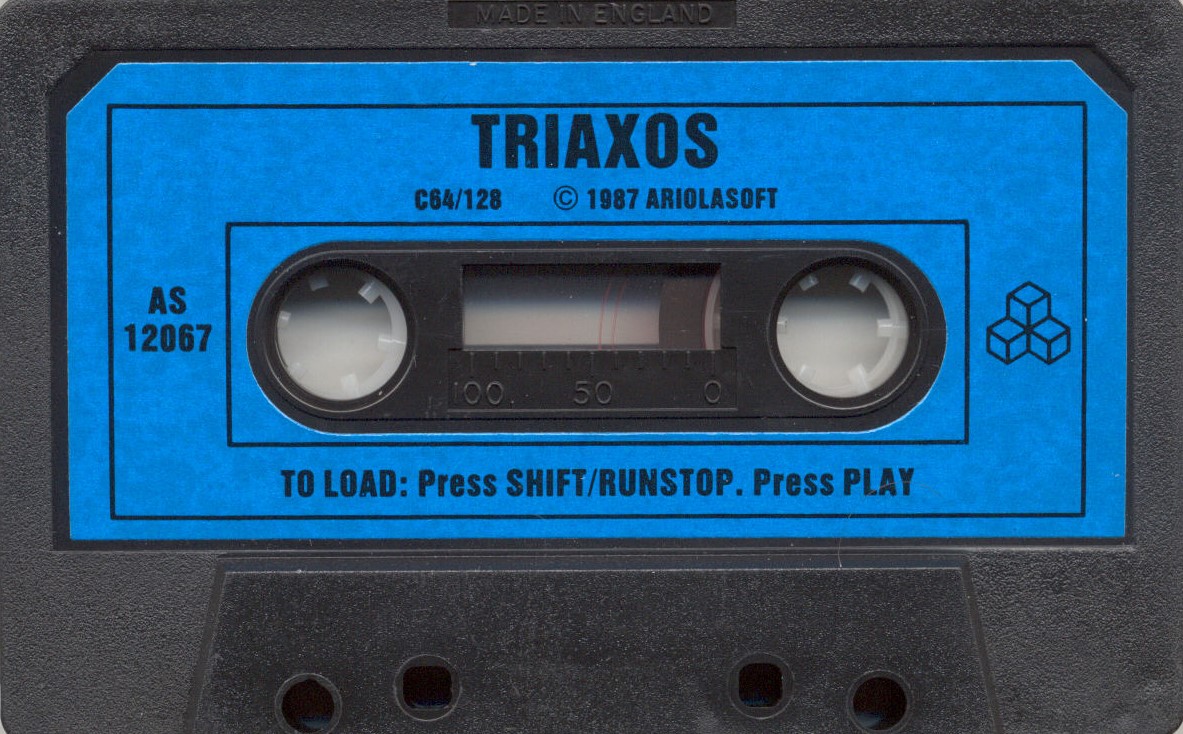 MADE IN ENGLAND
TRIAXOS
C64/128 © 1987 ARIOLASOFT
AS
12067
100 50 0
TO LOAD: Press SHIFT/RUNSTOP. Press PLAY